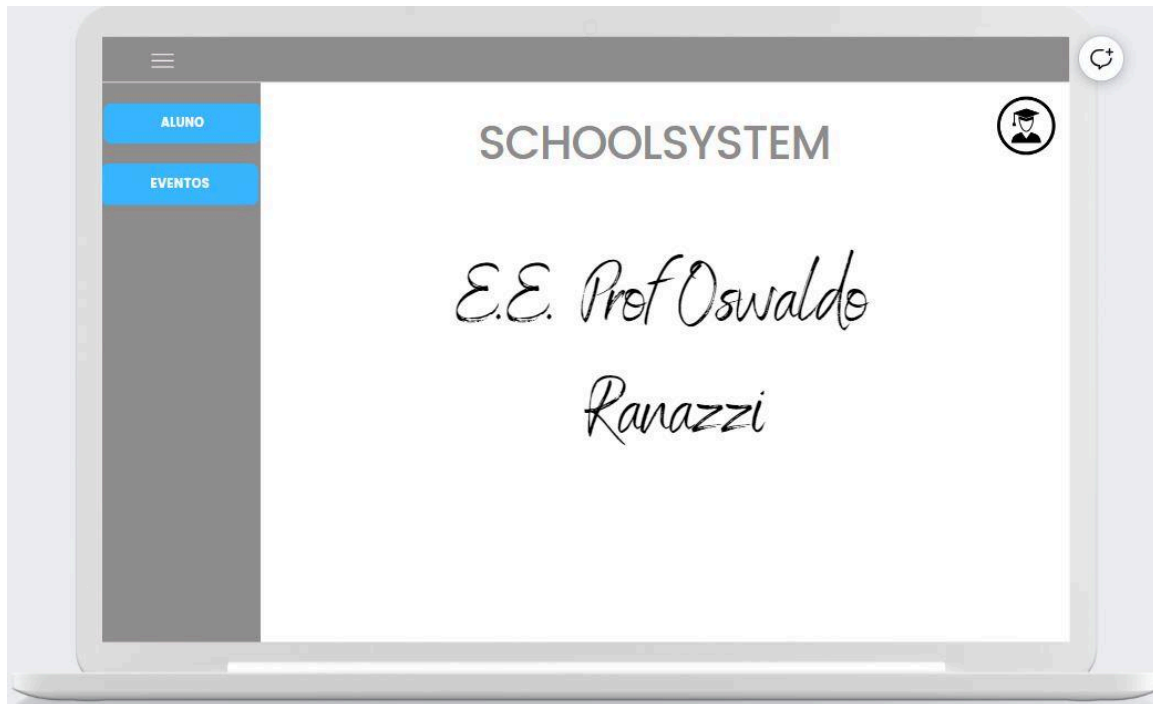 ALUNO
SCHOOLSYSTEM
EVENTOS
E.E. Prof Oswaldo
Ranazzi